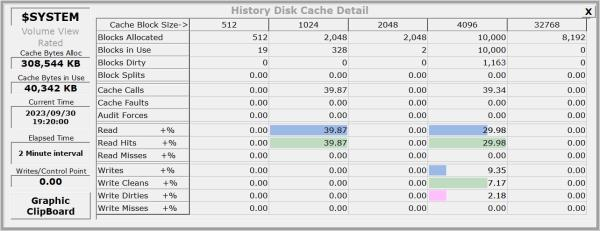 History Disk Cache Detail X
$SYSTEM
Volume View
Rated
Cache Bytes Alloc
308,544 KB
Cache Bytes in Use
40,342 KB
Current Time
2023/09/30
19:20:00
Elapsed Time
2 Minute interval
Writes/Control Point
0.00
Graphic
ClipBoard
Cache Block Size-> 512 1024 2048 4096 32768
Blocks Allocated 512 2,048 2,048 10,000 8,192
Blocks in Use 19 328 2 10,000 0
Blocks Dirty 0 0 1,163 0
Block Splits 0.00 0.00 0.00 0.00 0.00
Cache Calls 0.00 39.87 0.00 39.34 0.00
Cache Faults 0.00 0.00 0.00 0.00 0.00
Audit Forces 0.00 0.00 0.00 0.00 0.00
Read +% 0.00 39.87 0.00 29.98 0.00
Read Hits +% 0.00 39.87 0.00 29.98 0.00
Read Misses +% 0.00 0.00 0.00 0.00 0.00
Writes +% 0.00 0.00 0.00 9.35 0.00
Write Cleans +% 0.00 0.00 0.00 7.17 0.00
Write Dirties +% 0.00 0.00 0.00 2.18 0.00
Write Misses +% 0.00 0.00 0.00 0.00 0.00